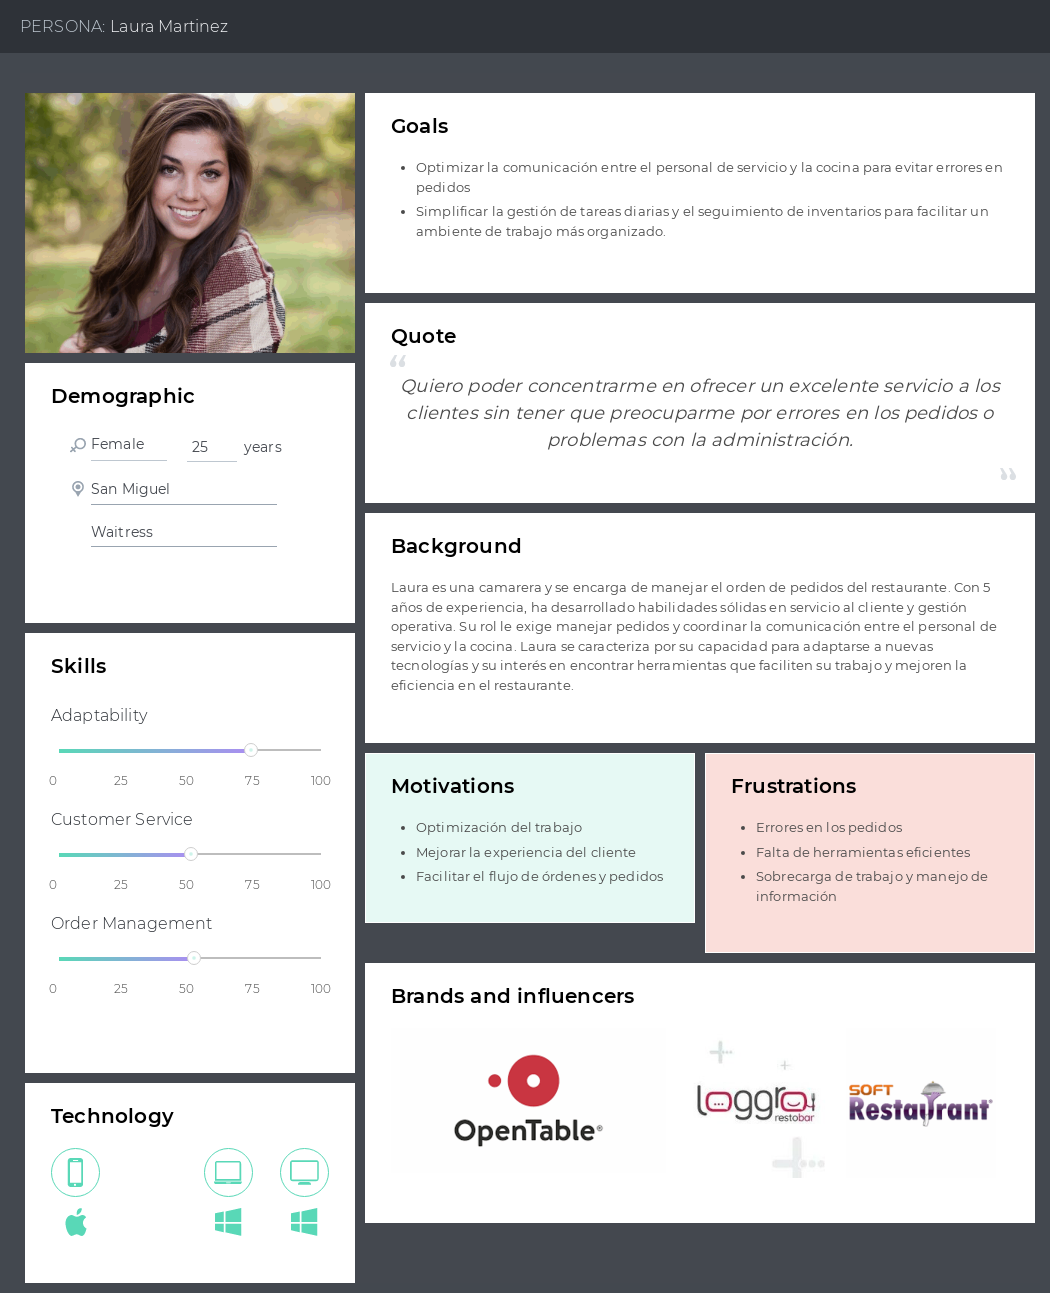 PERSONA: Laura Martinez
Goals
Optimizar la comunicación entre el personal de servicio y la cocina para evitar errores en
pedidos
Simplificar la gestión de tareas diarias y el seguimiento de inventarios para facilitar un
ambiente de trabajo más organizado.
Quote
“
Quiero poder concentrarme en ofrecer un excelente servicio a los
clientes sin tener que preocuparme por errores en los pedidos o
problemas con la administración.
”
Demographic
Female 25 years
San Miguel
Waitress
Background
Laura es una camarera y se encarga de manejar el orden de pedidos del restaurante. Con 5
años de experiencia, ha desarrollado habilidades sólidas en servicio al cliente y gestión
operativa. Su rol le exige manejar pedidos y coordinar la comunicación entre el personal de
servicio y la cocina. Laura se caracteriza por su capacidad para adaptarse a nuevas
tecnologías y su interés en encontrar herramientas que faciliten su trabajo y mejoren la
eficiencia en el restaurante.
Skills
Adaptability
0 25 50 75 100
Customer Service
0 25 50 75 100
Order Management
0 25 50 75 100
Motivations
Optimización del trabajo
Mejorar la experiencia del cliente
Facilitar el flujo de órdenes y pedidos
Frustrations
Errores en los pedidos
Falta de herramientas eficientes
Sobrecarga de trabajo y manejo de
información
Technology
Brands and influencers
OpenTable®
loggro
restobar
SOFT
Restaurant®